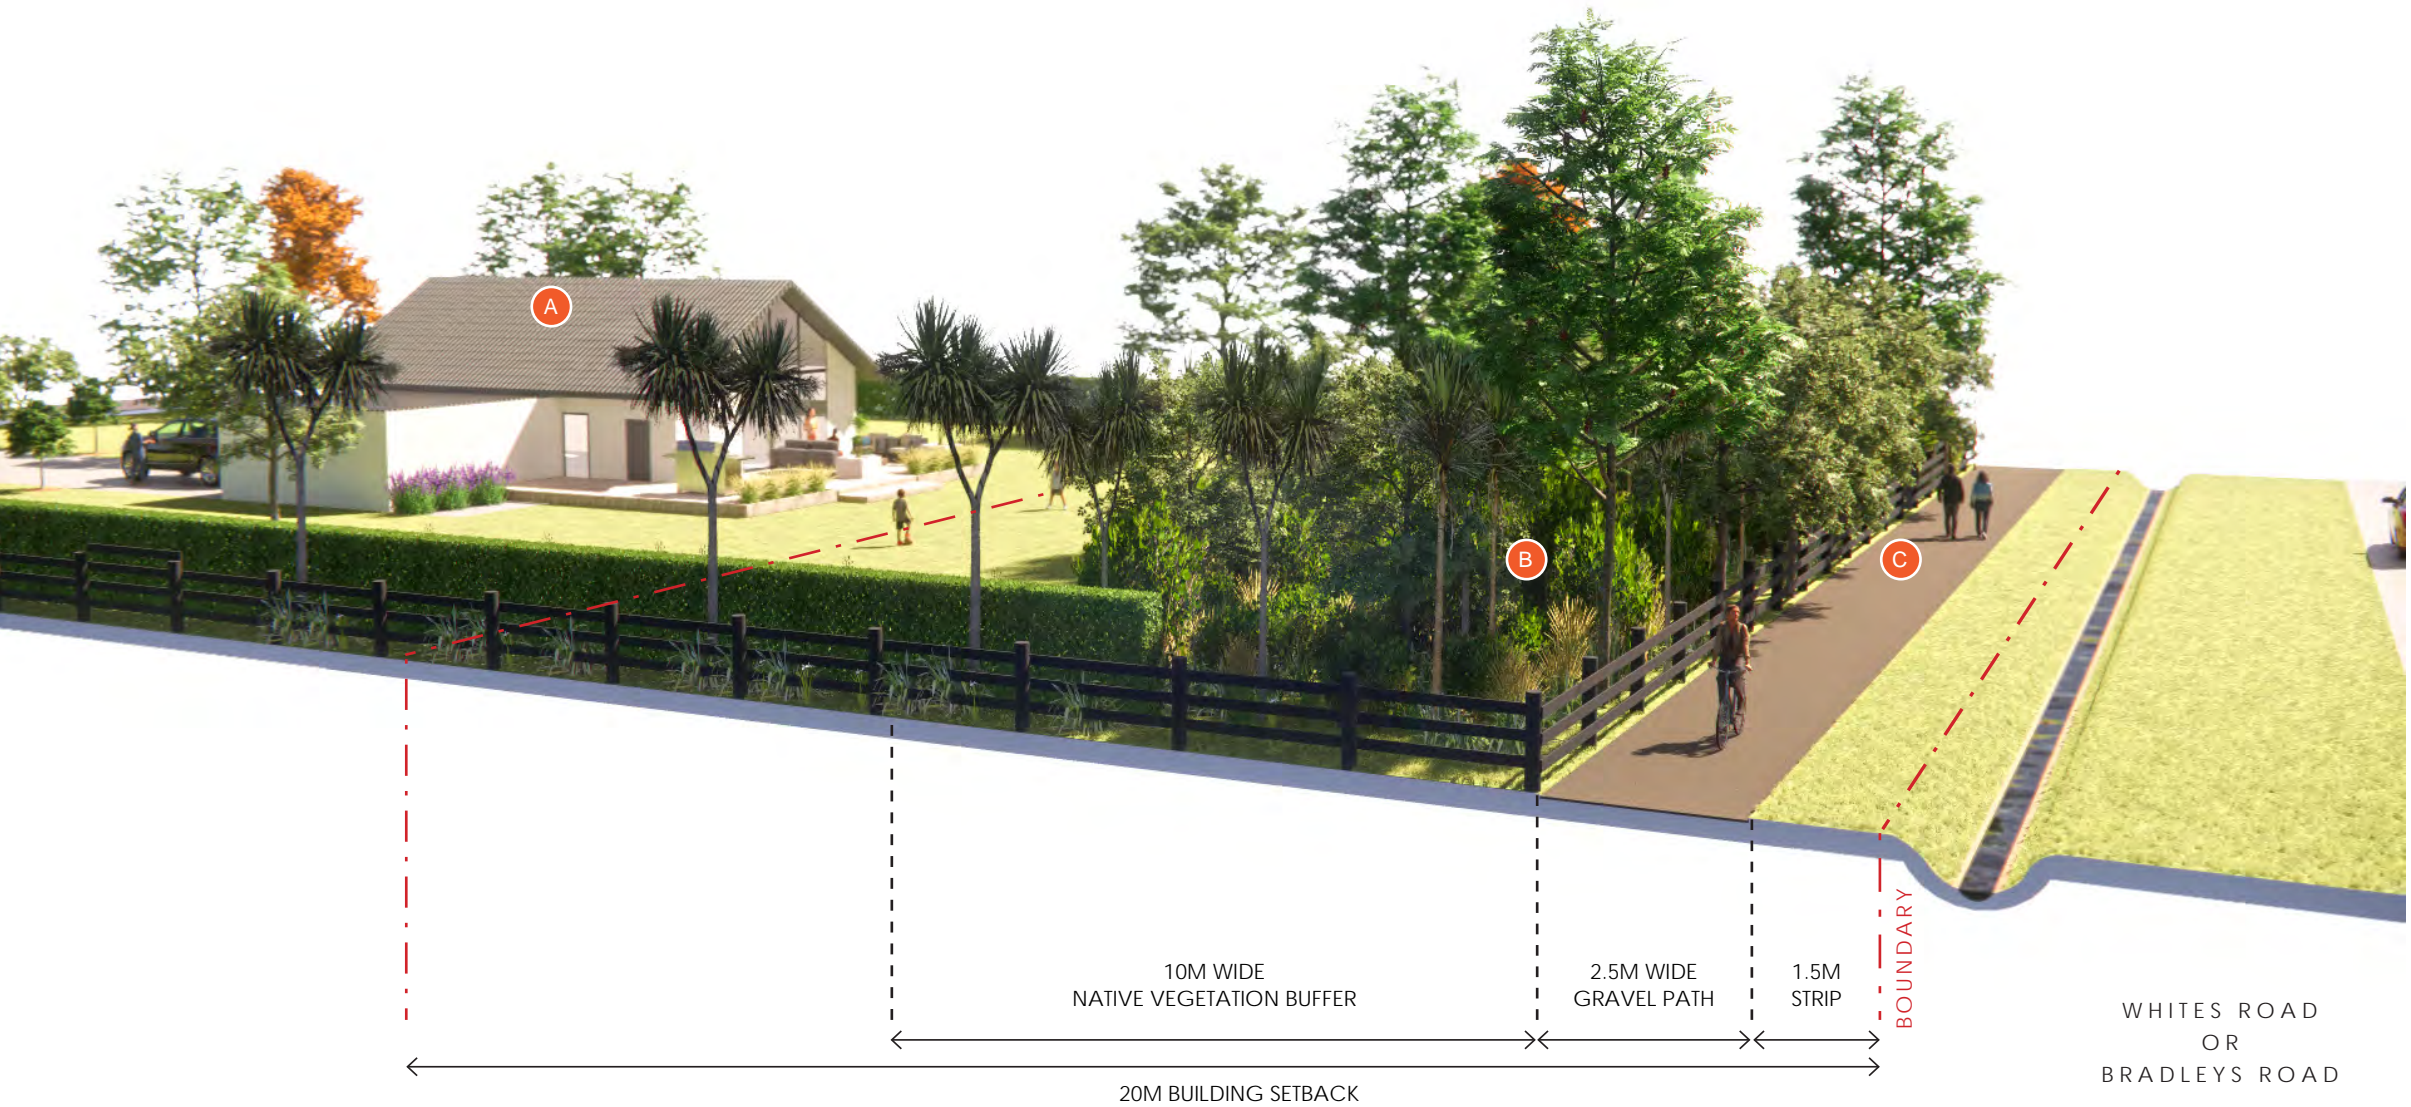 A
B
C
10M WIDE
NATIVE VEGETATION BUFFER
2.5M WIDE
GRAVEL PATH
1.5M
STRIP
BOUNDARY
WHITES ROAD
OR
BRADLEYS ROAD
20M BUILDING SETBACK